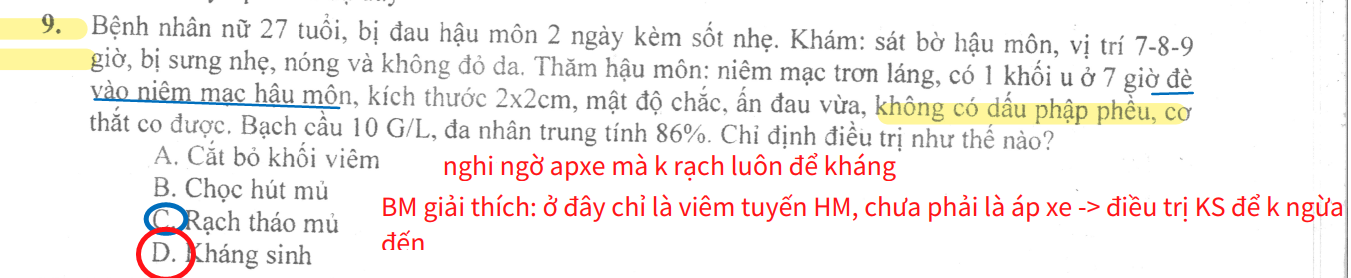 9. Bệnh nhân nữ 27 tuổi, bị đau hậu môn 2 ngày kèm sốt nhẹ. Khám: sát bờ hậu môn, vị trí 7-8-9
giờ, bị sưng nhẹ, nóng và không đỏ da. Thăm hậu môn: niêm mạc trơn láng, có 1 khối u ở 7 giờ đè
vào niêm mạc hậu môn, kích thước 2x2cm, mật độ chắc, ấn đau vừa, không có dấu phập phều, cơ
thắt co được. Bạch cầu 10 G/L, đa nhân trung tính 86%. Chỉ định điều trị như thế nào?
A. Cắt bỏ khối viêm
nghi ngờ apxe mà k rạch luôn để kháng
B. Chọc hút mủ
BM giải thích: ở đây chỉ là viêm tuyến HM, chưa phải là áp xe -> điều trị KS để k ngừa
C. Rạch tháo mủ
đến
D. Kháng sinh